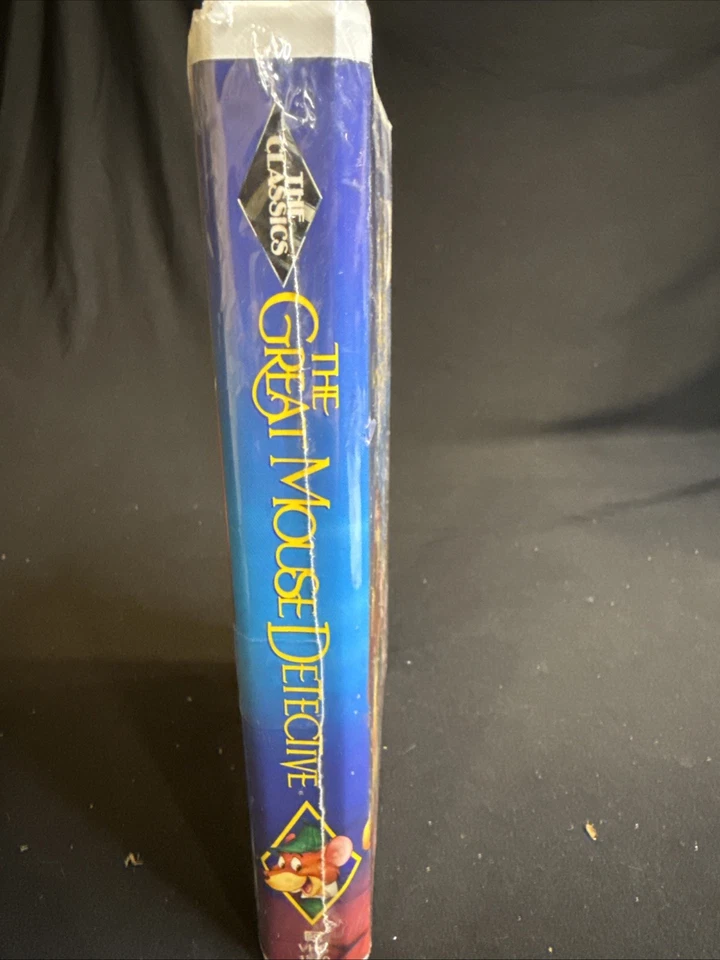 THE
CLASSICS
THE
GREAT MOUSE DETECTIVE